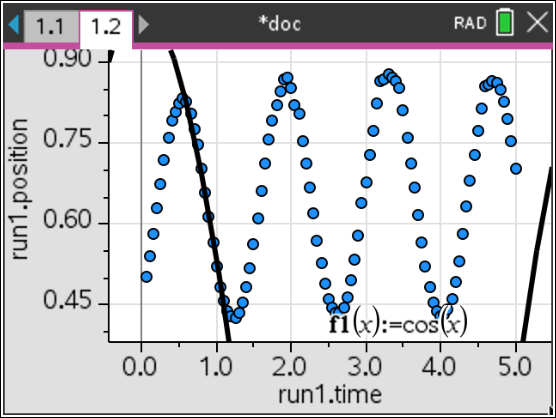 1.1 1.2 *doc RAD
0.90
0.75
0.60
0.45
run1.position
f1(x):=cos(x)
0.0 1.0 2.0 3.0 4.0 5.0
run1.time